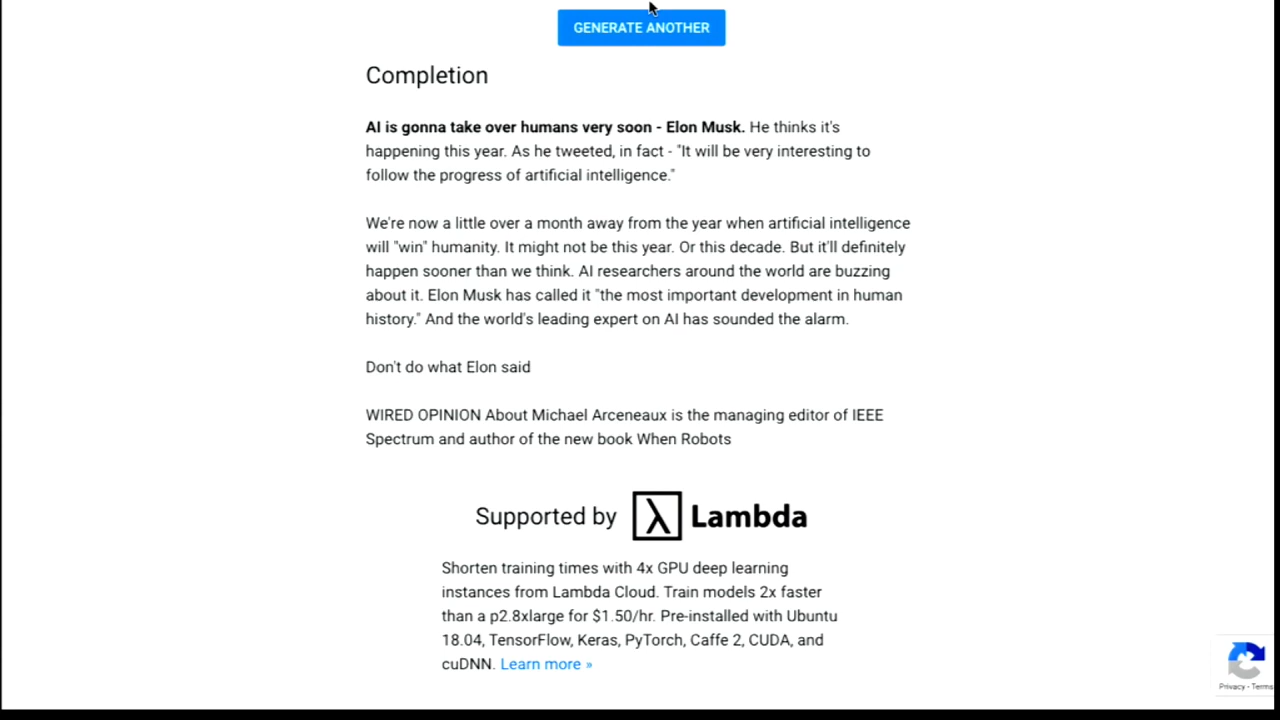 GENERATE ANOTHER
Completion
AI is gonna take over humans very soon - Elon Musk. He thinks it's
happening this year. As he tweeted, in fact - "It will be very interesting to
follow the progress of artificial intelligence."
We're now a little over a month away from the year when artificial intelligence
will "win" humanity. It might not be this year. Or this decade. But it'll definitely
happen sooner than we think. AI researchers around the world are buzzing
about it. Elon Musk has called it "the most important development in human
history." And the world's leading expert on AI has sounded the alarm.
Don't do what Elon said
WIRED OPINION About Michael Arceneaux is the managing editor of IEEE
Spectrum and author of the new book When Robots
Supported by λ Lambda
Shorten training times with 4x GPU deep learning
instances from Lambda Cloud. Train models 2x faster
than a p2.8xlarge for $1.50/hr. Pre-installed with Ubuntu
18.04, TensorFlow, Keras, PyTorch, Caffe 2, CUDA, and
cuDNN. Learn more »
Privacy - Terms